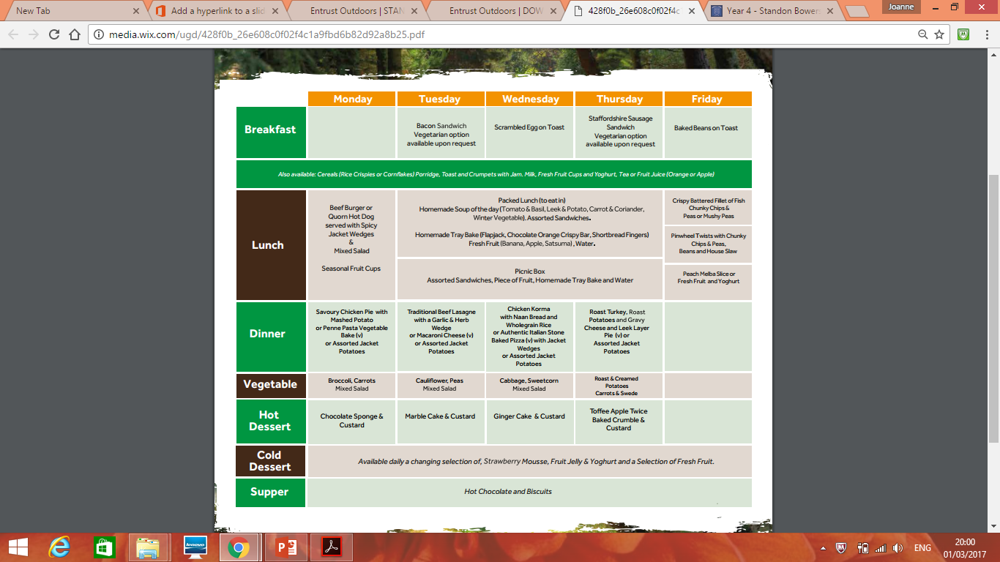 New Tab
Add a hyperlink to a slid
Entrust Outdoors | STAN
Entrust Outdoors | DOW
428f0b_26e608c0f02f4c
Year 4 - Standon Bowers
Joanne
media.wix.com/ugd/428f0b_26e608c0f02f4c1a9fbd6b82d92a8b25.pdf
Monday Tuesday Wednesday Thursday Friday
Breakfast
Bacon Sandwich
Vegetarian option
available upon request
Scrambled Egg on Toast
Staffordshire Sausage
Sandwich
Vegetarian option
available upon request
Baked Beans on Toast
Also available: Cereals (Rice Crispies or Cornflakes) Porridge, Toast and Crumpets with Jam. Milk, Fresh Fruit Cups and Yoghurt, Tea or Fruit Juice (Orange or Apple)
Lunch
Beef Burger or
Quorn Hot Dog
served with Spicy
Jacket Wedges
&
Mixed Salad
Seasonal Fruit Cups
Packed Lunch (to eat in)
Homemade Soup of the day (Tomato & Basil, Leek & Potato, Carrot & Coriander,
Winter Vegetable). Assorted Sandwiches.
Homemade Tray Bake (Flapjack, Chocolate Orange Crispy Bar, Shortbread Fingers)
Fresh Fruit (Banana, Apple, Satsuma) , Water.
Picnic Box
Assorted Sandwiches, Piece of Fruit, Homemade Tray Bake and Water
Crispy Battered Fillet of Fish
Chunky Chips &
Peas or Mushy Peas
Pinwheel Twists with Chunky
Chips & Peas,
Beans and House Slaw
Peach Melba Slice or
Fresh Fruit and Yoghurt
Dinner
Savoury Chicken Pie with
Mashed Potato
or Penne Pasta Vegetable
Bake (v)
or Assorted Jacket
Potatoes
Traditional Beef Lasagne
with a Garlic & Herb
Wedge
or Macaroni Cheese (v)
or Assorted Jacket
Potatoes
Chicken Korma
with Naan Bread and
Wholegrain Rice
or Authentic Italian Stone
Baked Pizza (v) with Jacket
Wedges
or Assorted Jacket
Potatoes
Roast Turkey, Roast
Potatoes and Gravy
Cheese and Leek Layer
Pie (v) or
Assorted Jacket
Potatoes
Vegetable
Broccoli, Carrots
Mixed Salad
Cauliflower, Peas
Mixed Salad
Cabbage, Sweetcorn
Mixed Salad
Roast & Creamed
Potatoes
Carrots & Swede
Hot
Dessert
Chocolate Sponge &
Custard
Marble Cake & Custard
Ginger Cake & Custard
Toffee Apple Twice
Baked Crumble &
Custard
Cold
Dessert
Available daily a changing selection of, Strawberry Mousse, Fruit Jelly & Yoghurt and a Selection of Fresh Fruit.
Supper
Hot Chocolate and Biscuits
lenovo
ENG
20:00
01/03/2017